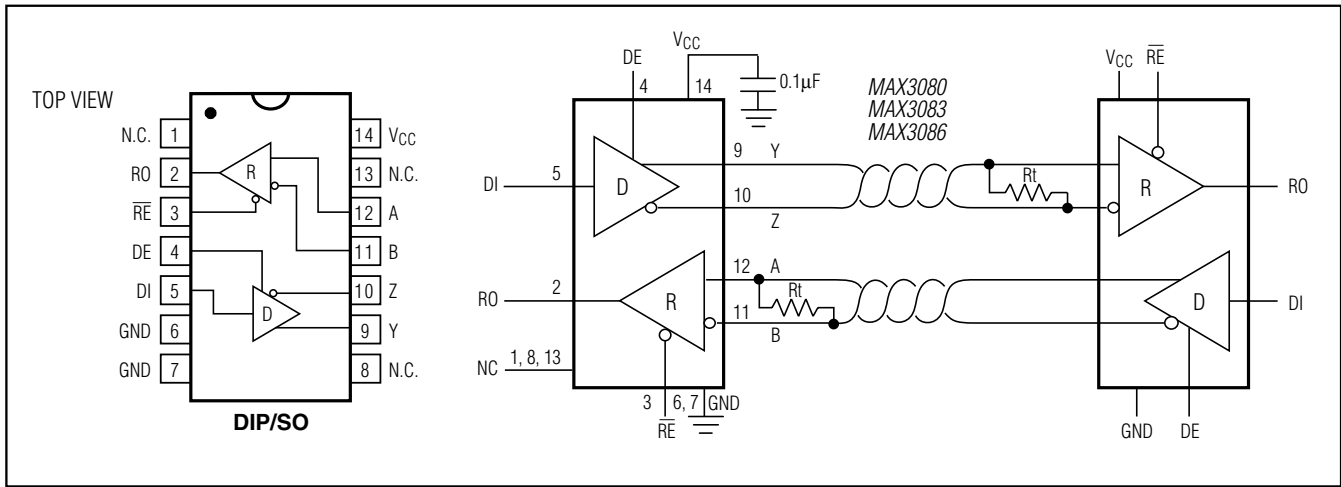 TOP VIEW
N.C. 1
RO 2
RE 3
DE 4
DI 5
GND 6
GND 7
14 VCC
13 N.C.
12 A
11 B
10 Z
9 Y
8 N.C.
R
D
DIP/SO
VCC
DE
4
14
0.1µF
MAX3080
MAX3083
MAX3086
DI 5
D
9 Y
10
Z
Rt
RO 2
R
12 A
Rt
11
B
NC 1, 8, 13
3 6, 7 GND
RE
VCC RE
R
RO
D
DI
GND DE